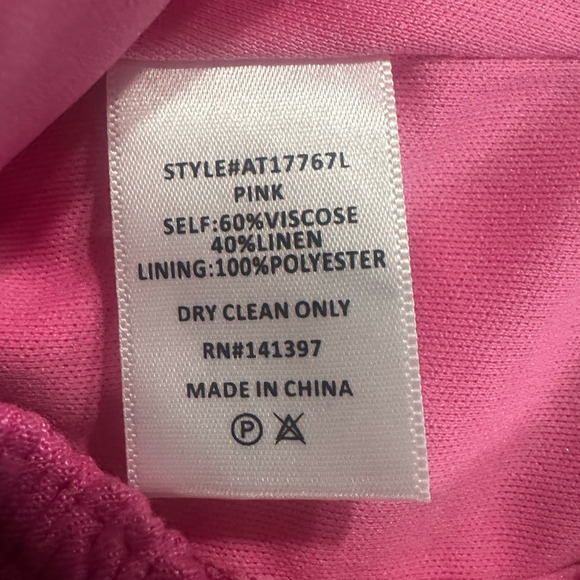 STYLE#AT17767L
PINK
SELF:60%VISCOSE
40%LINEN
LINING:100%POLYESTER
DRY CLEAN ONLY
RN#141397
MADE IN CHINA
P